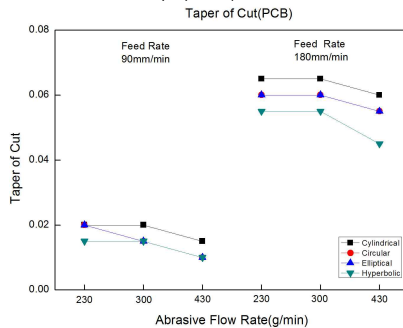 Taper of Cut(PCB)
0.08
0.06
0.04
0.02
0.00
Taper of Cut
Feed Rate
90mm/min
Feed Rate
180mm/min
Cylindrical
Circular
Elliptical
Hyperbolic
230 300 430 230 300 430
Abrasive Flow Rate(g/min)